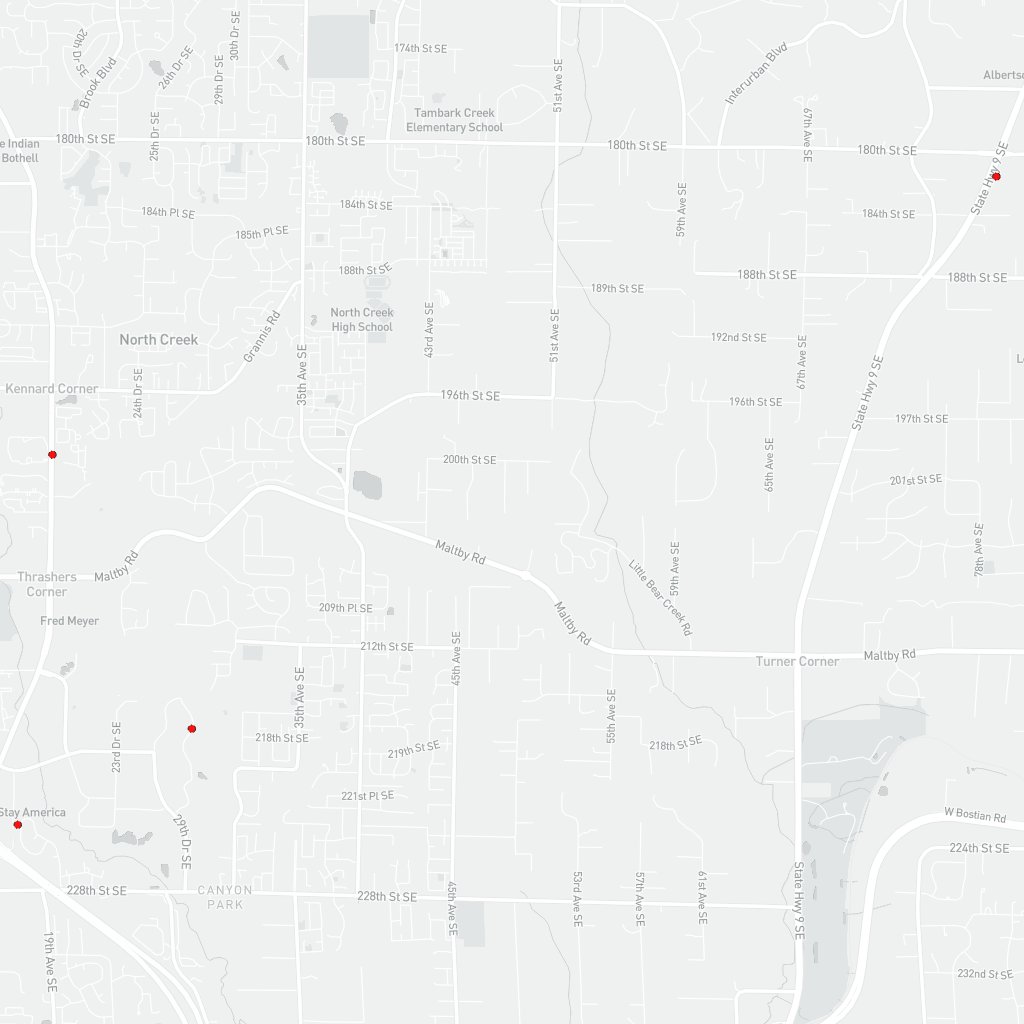 20th Dr SE
Brook Blvd
26th Dr SE
30th Dr SE
29th Dr SE
174th St SE
51st Ave SE
Interurban Blvd
Tambark Creek
Elementary School
67th Ave SE
25th Dr SE
e Indian
Bothell
180th St SE
180th St SE
180th St SE
180th St SE
State Hwy 9 SE
59th Ave SE
184th Pl SE
184th St SE
184th St SE
185th Pl SE
188th St SE
188th St SE
188th St SE
189th St SE
North Creek
High School
North Creek
Grannis Rd
43rd Ave SE
51st Ave SE
192nd St SE
67th Ave SE
35th Ave SE
State Hwy 9 SE
Kennard Corner
24th Dr SE
196th St SE
196th St SE
197th St SE
200th St SE
65th Ave SE
201st St SE
78th Ave SE
Maltby Rd
Maltby Rd
Thrashers
Corner
59th Ave SE
Little Bear Creek Rd
209th Pl SE
Maltby Rd
Fred Meyer
212th St SE
45th Ave SE
Turner Corner
Maltby Rd
35th Ave SE
55th Ave SE
23rd Dr SE
218th St SE
219th St SE
218th St SE
221st Pl SE
Stay America
29th Dr SE
W Bostian Rd
224th St SE
228th St SE
CANYON
PARK
228th St SE
45th Ave SE
53rd Ave SE
57th Ave SE
61st Ave SE
State Hwy 9 SE
19th Ave SE
232nd St SE